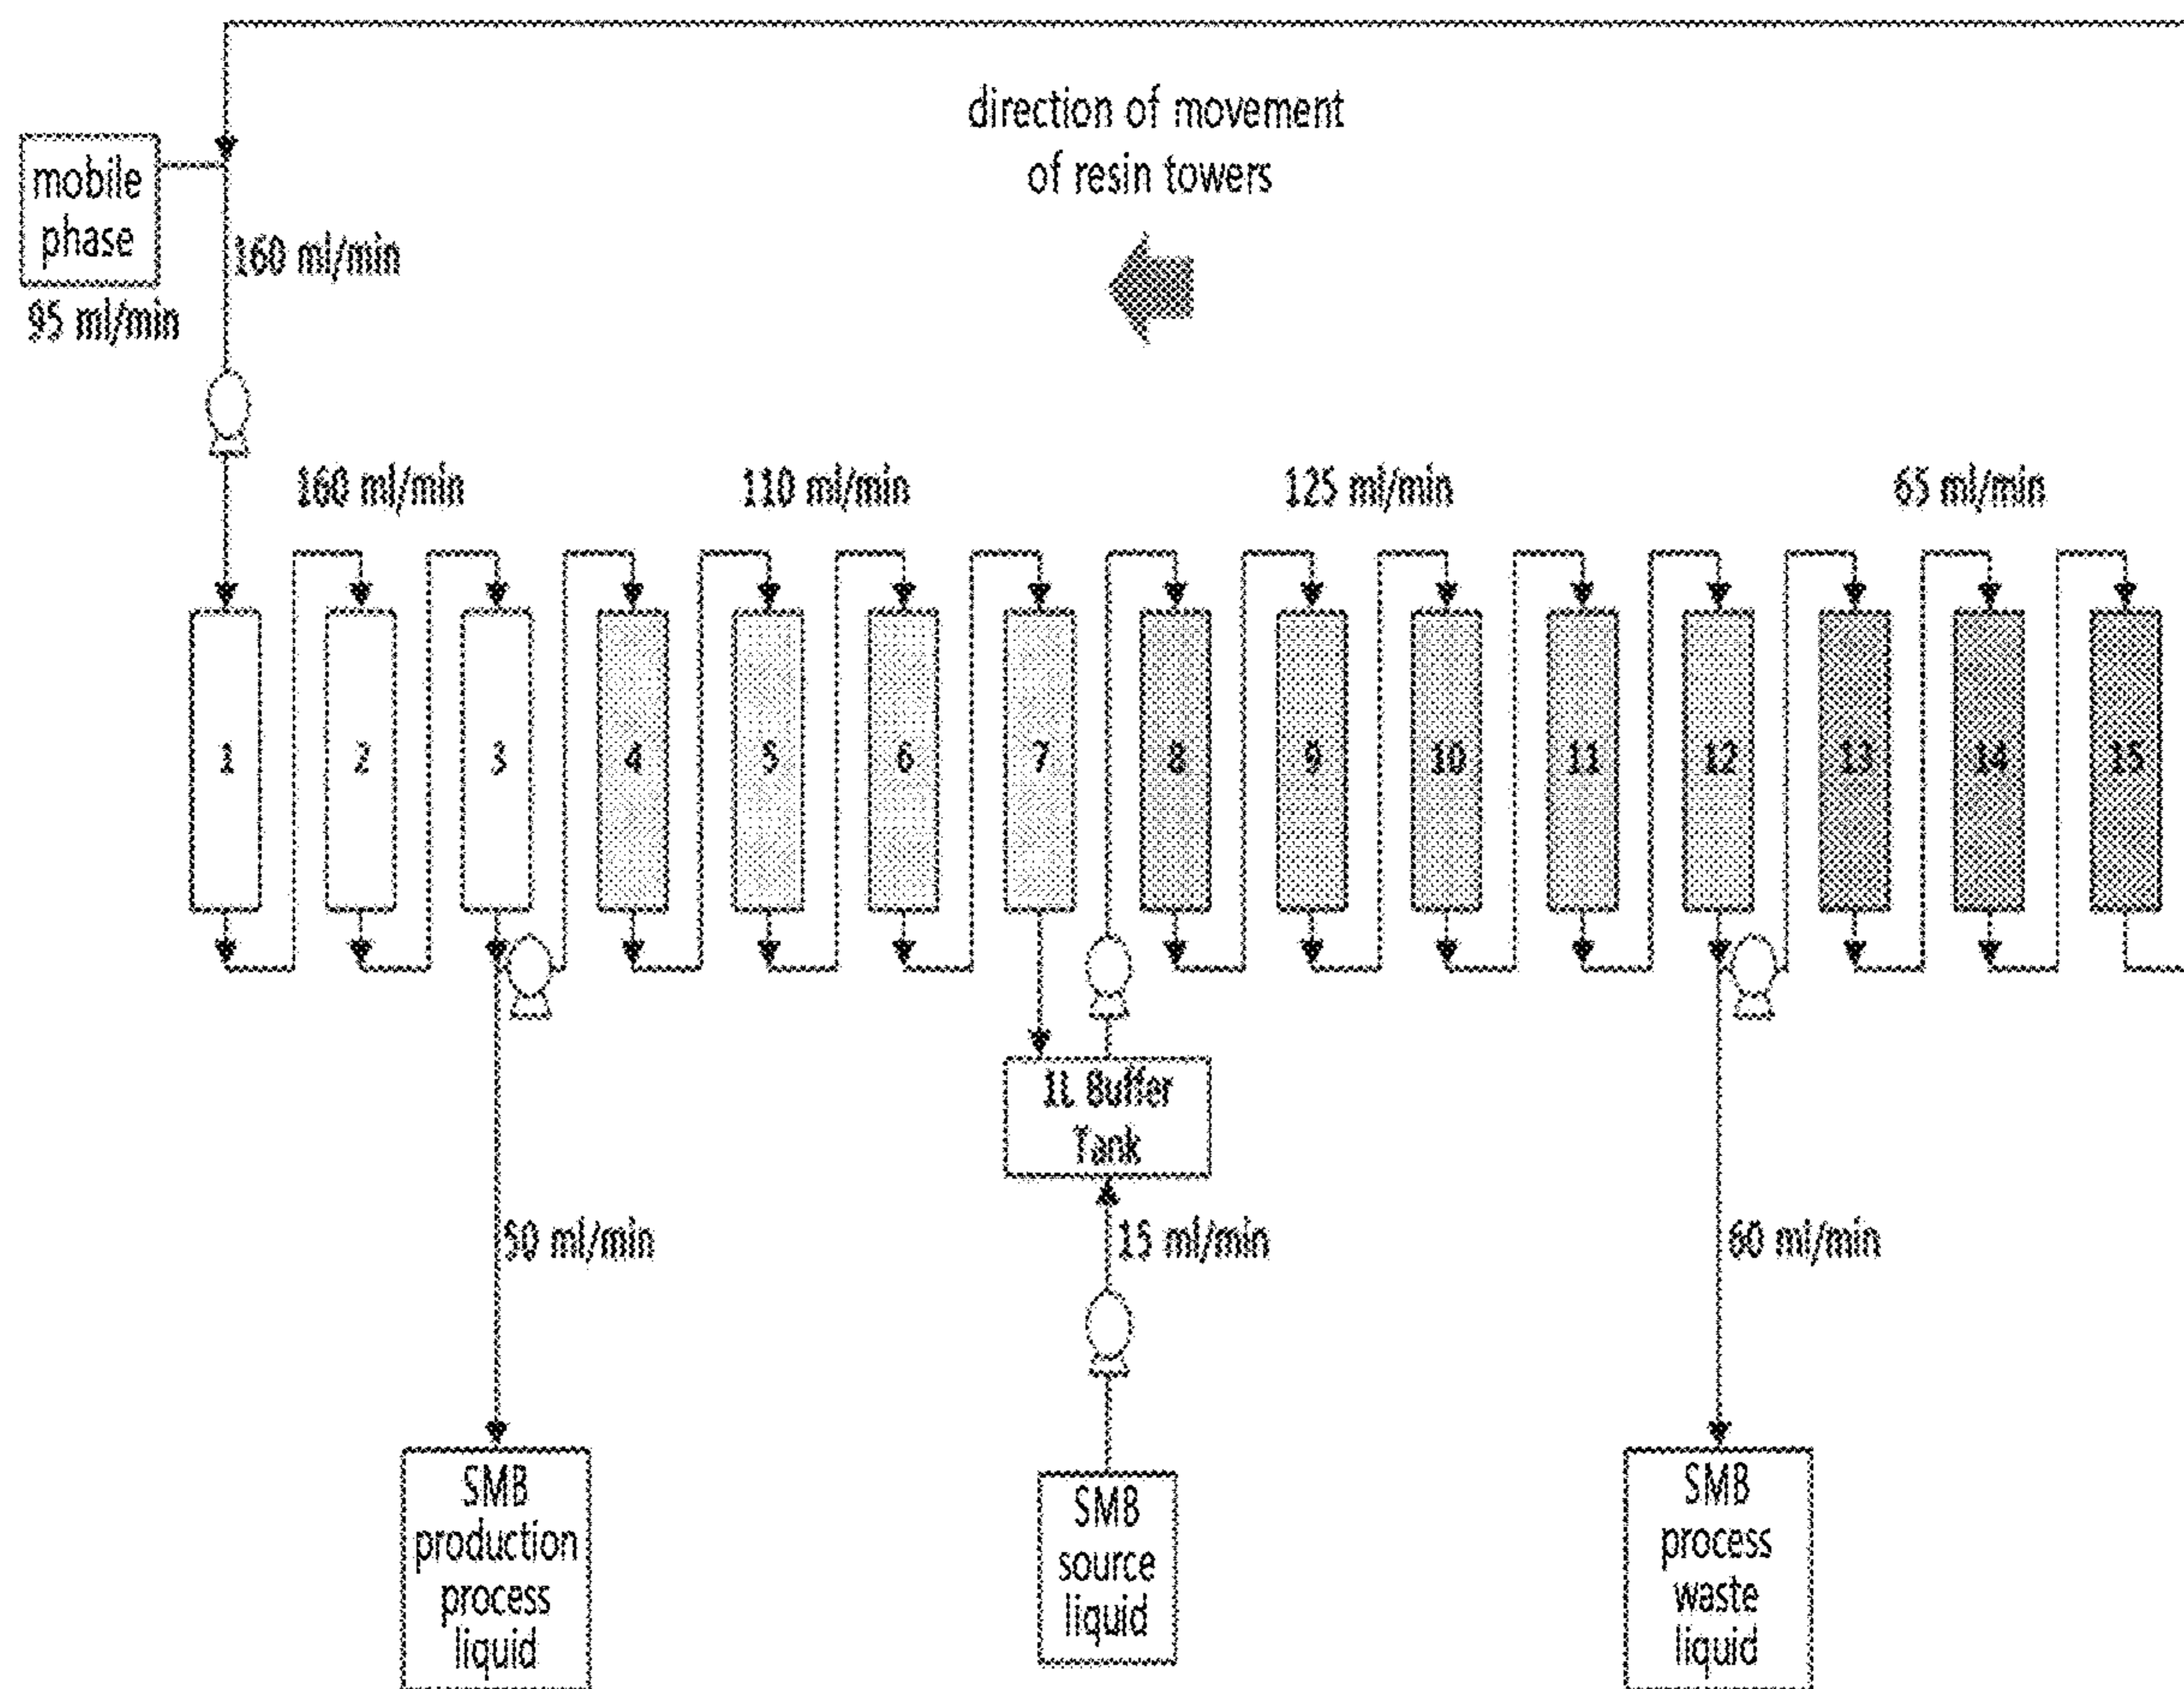 direction of movement
of resin towers
mobile
phase
160 ml/min
95 ml/min
160 ml/min
110 ml/min
125 ml/min
65 ml/min
1
2
3
4
5
6
7
8
9
10
11
12
13
14
15
1L Buffer
Tank
50 ml/min
15 ml/min
60 ml/min
SMB
production
process
liquid
SMB
source
liquid
SMB
process
waste
liquid